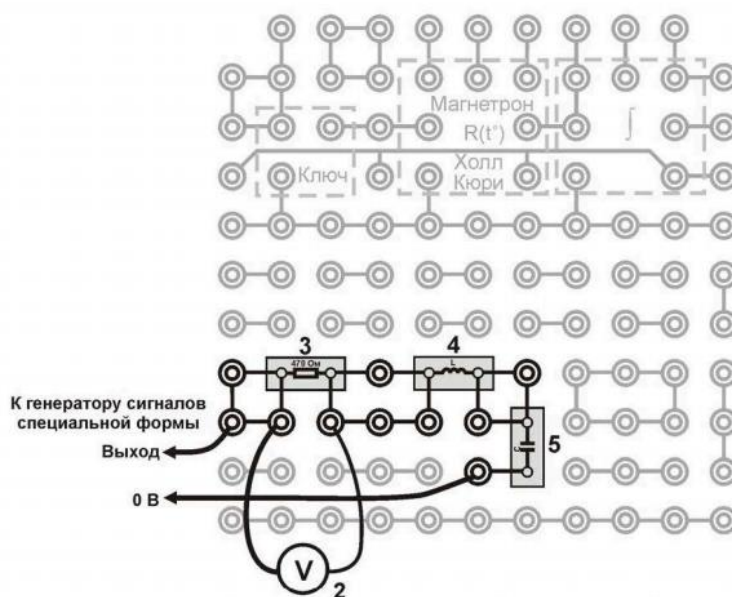 Магнетрон
R(t°)
∫
Ключ
Холл
Кюри
3
4
470 Ом
L
К генератору сигналов
специальной формы
Выход
5
C
0 В
V
2